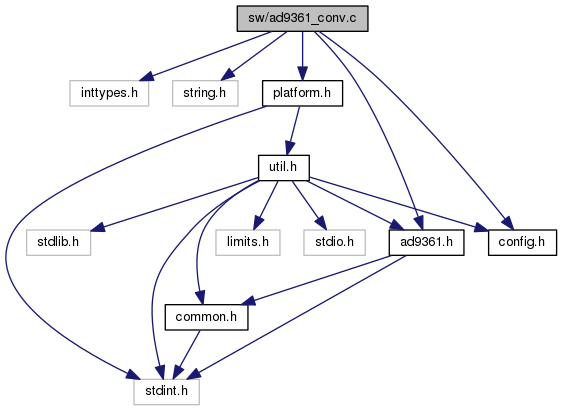 sw/ad9361_conv.c
inttypes.h
string.h
platform.h
util.h
stdlib.h
limits.h
stdio.h
ad9361.h
config.h
common.h
stdint.h